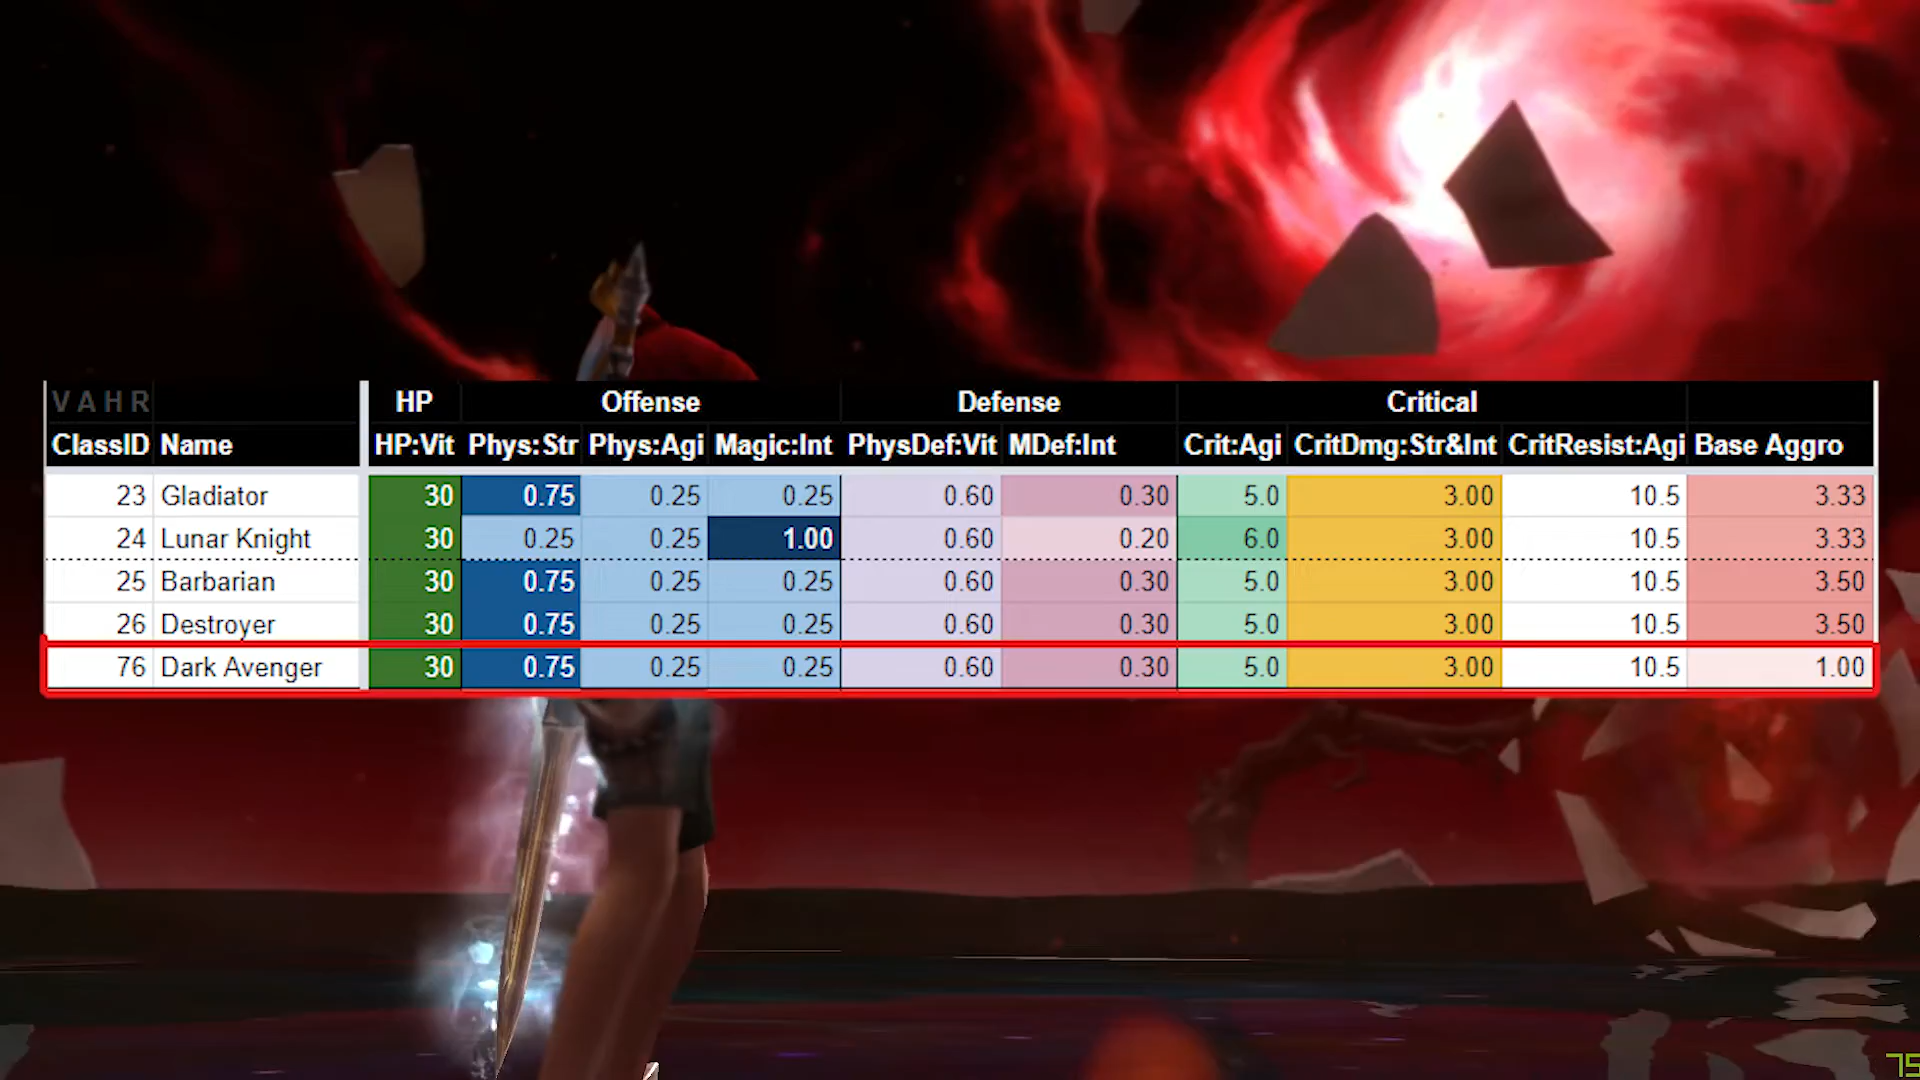 VAHR HP Offense Defense Critical
ClassID Name HP:Vit Phys:Str Phys:Agi Magic:Int PhysDef:Vit MDef:Int Crit:Agi CritDmg:Str&Int CritResist:Agi Base Aggro
23 Gladiator 30 0.75 0.25 0.25 0.60 0.30 5.0 3.00 10.5 3.33
24 Lunar Knight 30 0.25 0.25 1.00 0.60 0.20 6.0 3.00 10.5 3.33
25 Barbarian 30 0.75 0.25 0.25 0.60 0.30 5.0 3.00 10.5 3.50
26 Destroyer 30 0.75 0.25 0.25 0.60 0.30 5.0 3.00 10.5 3.50
76 Dark Avenger 30 0.75 0.25 0.25 0.60 0.30 5.0 3.00 10.5 1.00
75